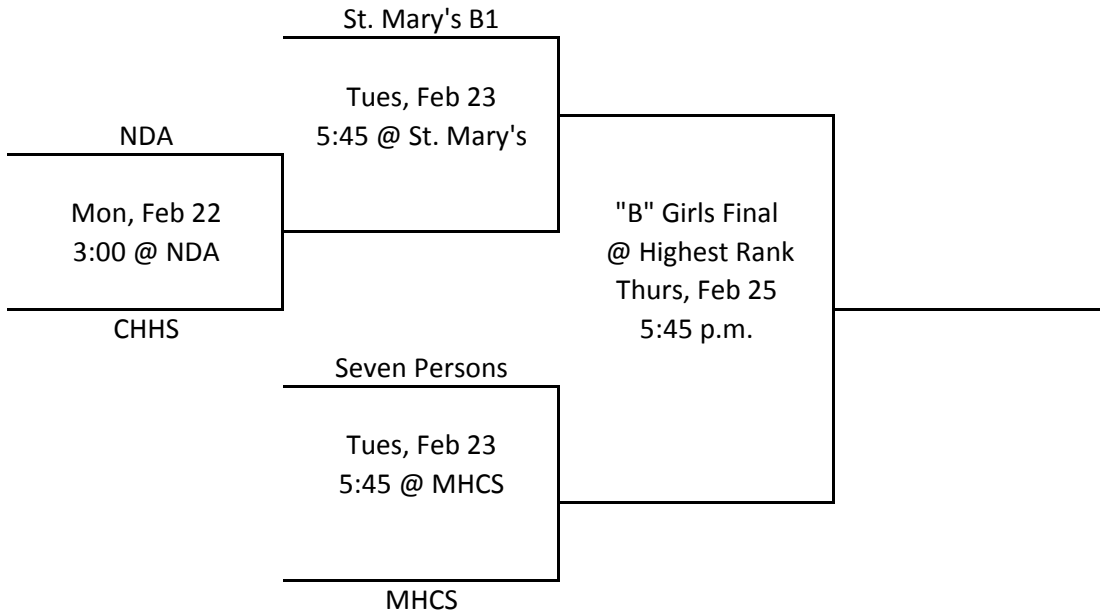 St. Mary's B1
Tues, Feb 23
5:45 @ St. Mary's
NDA
Mon, Feb 22
3:00 @ NDA
CHHS
"B" Girls Final
@ Highest Rank
Thurs, Feb 25
5:45 p.m.
Seven Persons
Tues, Feb 23
5:45 @ MHCS
MHCS